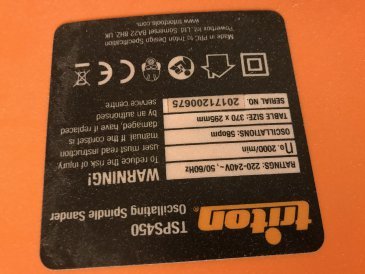 triton
TSPS450
Oscillating Spindle Sander
RATINGS: 220-240V~, 50/60Hz
n₀ 2000/min
OSCILLATIONS: 58opm
TABLE SIZE: 370 x 295mm
SERIAL NO. 20171200675
WARNING!
To reduce the risk of injury,
user must read instruction
manual. If the cordset is
damaged, have it replaced
by an authorised
service centre.
CE
Made in PRC to Triton Design Specification
Powerbox Int. Ltd. Somerset BA22 8HZ UK
www.tritontools.com